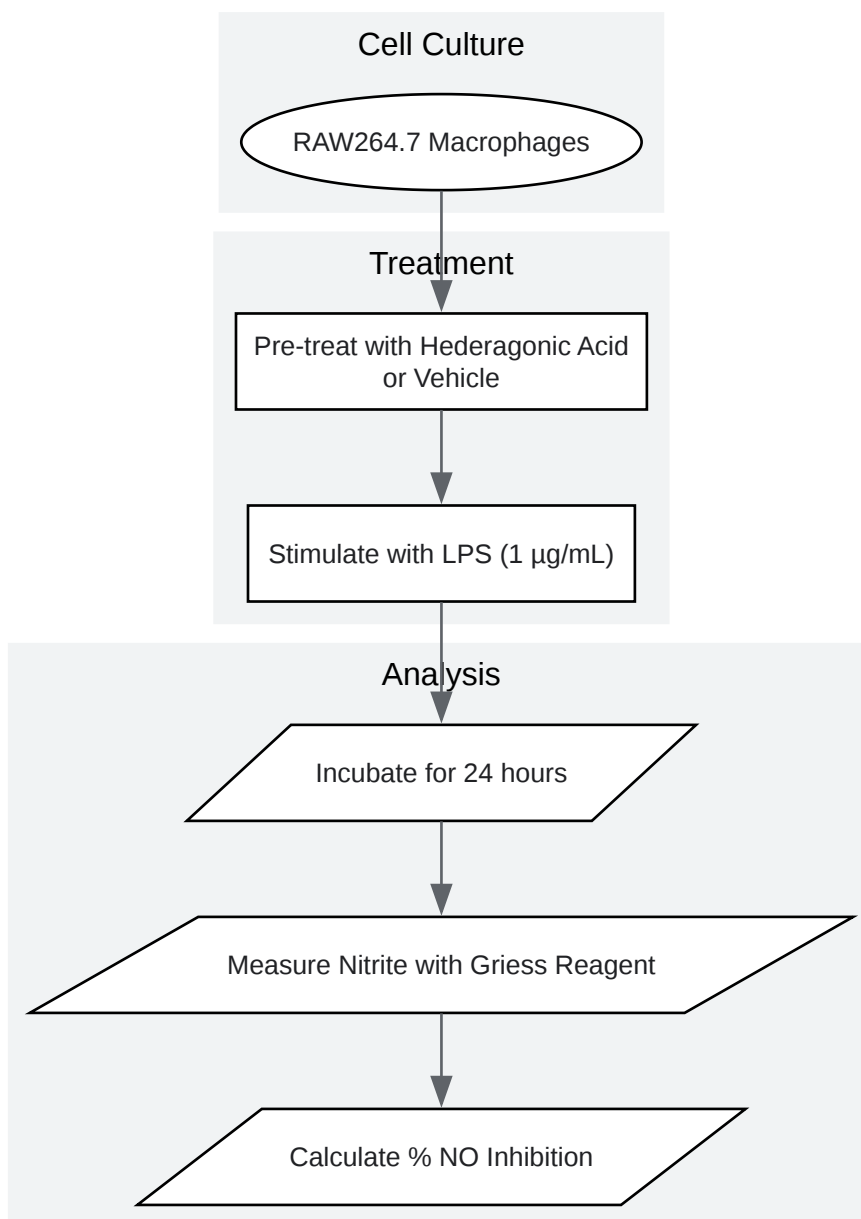 Cell Culture
RAW264.7 Macrophages
Treatment
Pre-treat with Hederagonic Acid
or Vehicle
Stimulate with LPS (1 µg/mL)
Analysis
Incubate for 24 hours
Measure Nitrite with Griess Reagent
Calculate % NO Inhibition